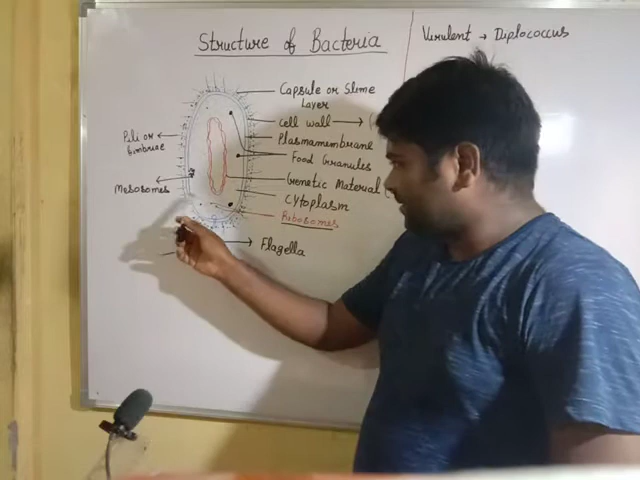 Structure of Bacteria
Virulent → Diplococcus
Capsule or Slime
Layer
Cell wall → (
Plasmamembrane
Food Granules
Genetic Material (
Cytoplasm
Ribosomes
Flagella
Pili or
fimbriae
Mesosomes